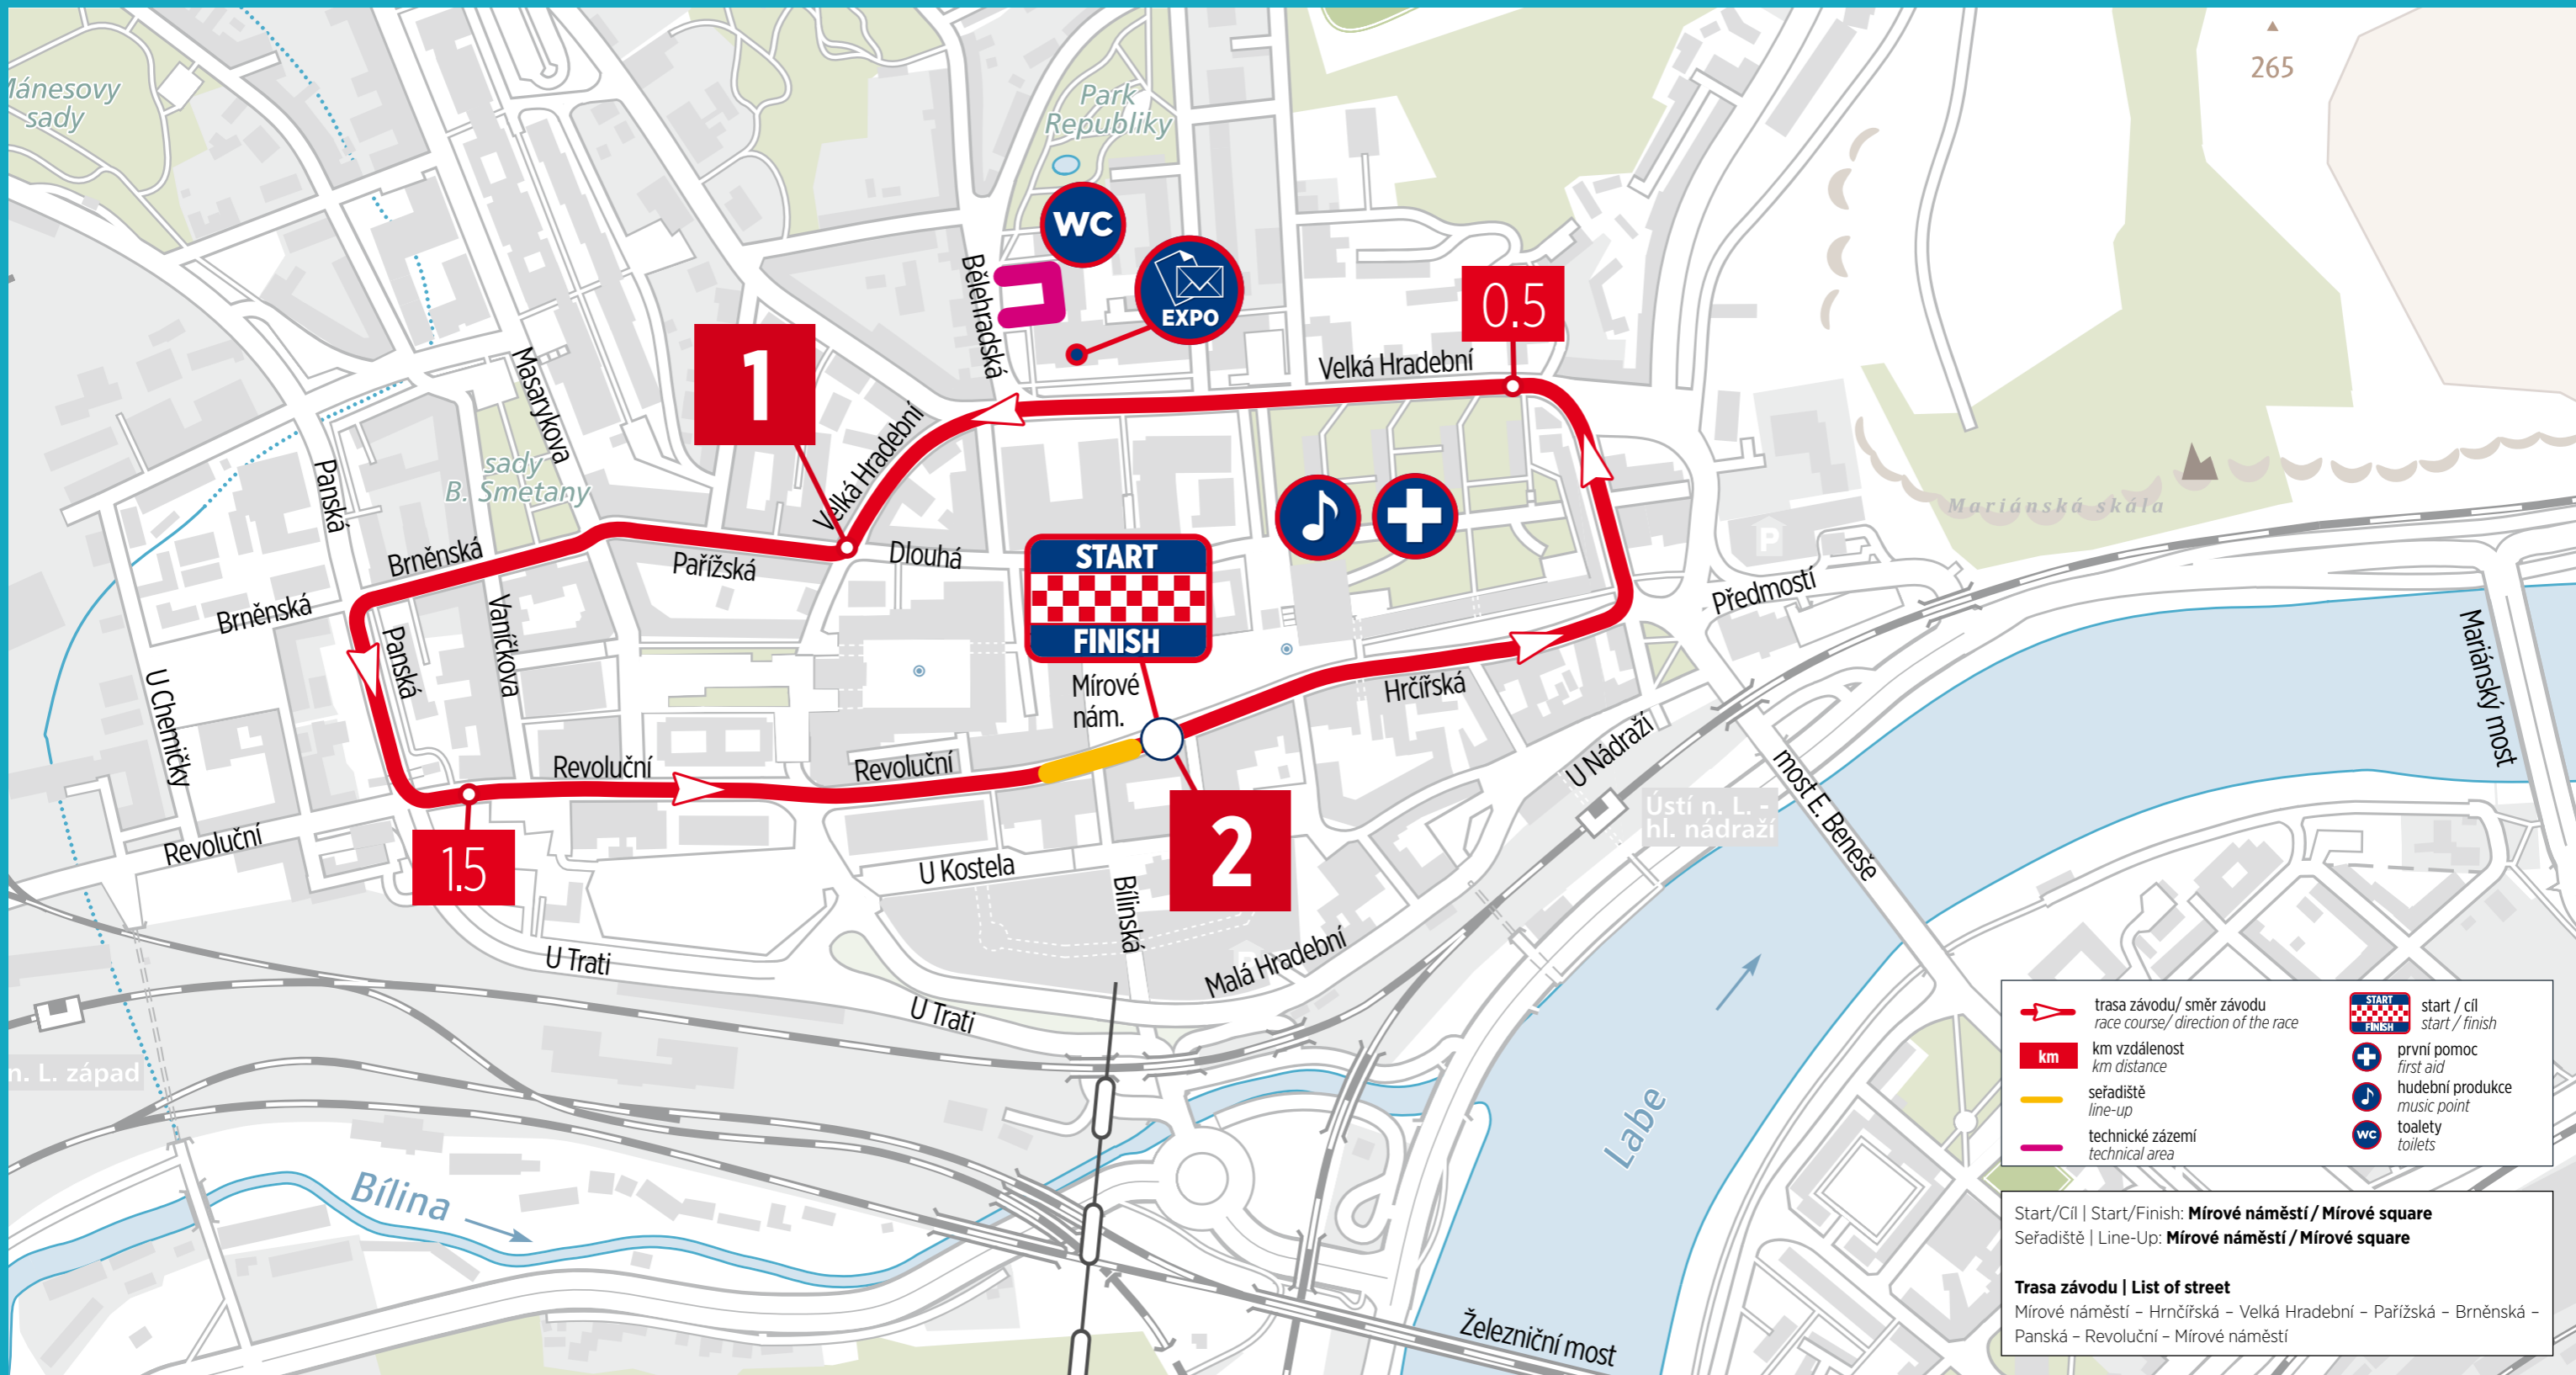 265
Mánesovy
sady
Park
Republiky
WC
EXPO
Bělehradská
0.5
Velká Hradební
1
Masarykova
Velká Hradební
sady
B. Smetany
Panská
Mariánská skála
P
Brněnská
Pařížská
Dlouhá
START
FINISH
Předmostí
Brněnská
Vaníčkova
Panská
Mírové
nám.
Hrčířská
Mariánský most
U Chemičky
Revoluční
Revoluční
U Nádraží
Ústí n. L. -
hl. nádraží
most E. Beneše
Revoluční
1.5
2
U Kostela
Bílinská
U Trati
Malá Hradební
U Trati
n. L. západ
Labe
Bílina
Železniční most
trasa závodu/ směr závodu
race course/ direction of the race
km
km vzdálenost
km distance
seřadiště
line-up
technické zázemí
technical area
START
FINISH
start / cíl
start / finish
první pomoc
first aid
hudební produkce
music point
WC
toalety
toilets
Start/Cíl | Start/Finish: Mírové náměstí / Mírové square
Seřadiště | Line-Up: Mírové náměstí / Mírové square
Trasa závodu | List of street
Mírové náměstí – Hrnčířská – Velká Hradební – Pařížská – Brněnská –
Panská – Revoluční – Mírové náměstí